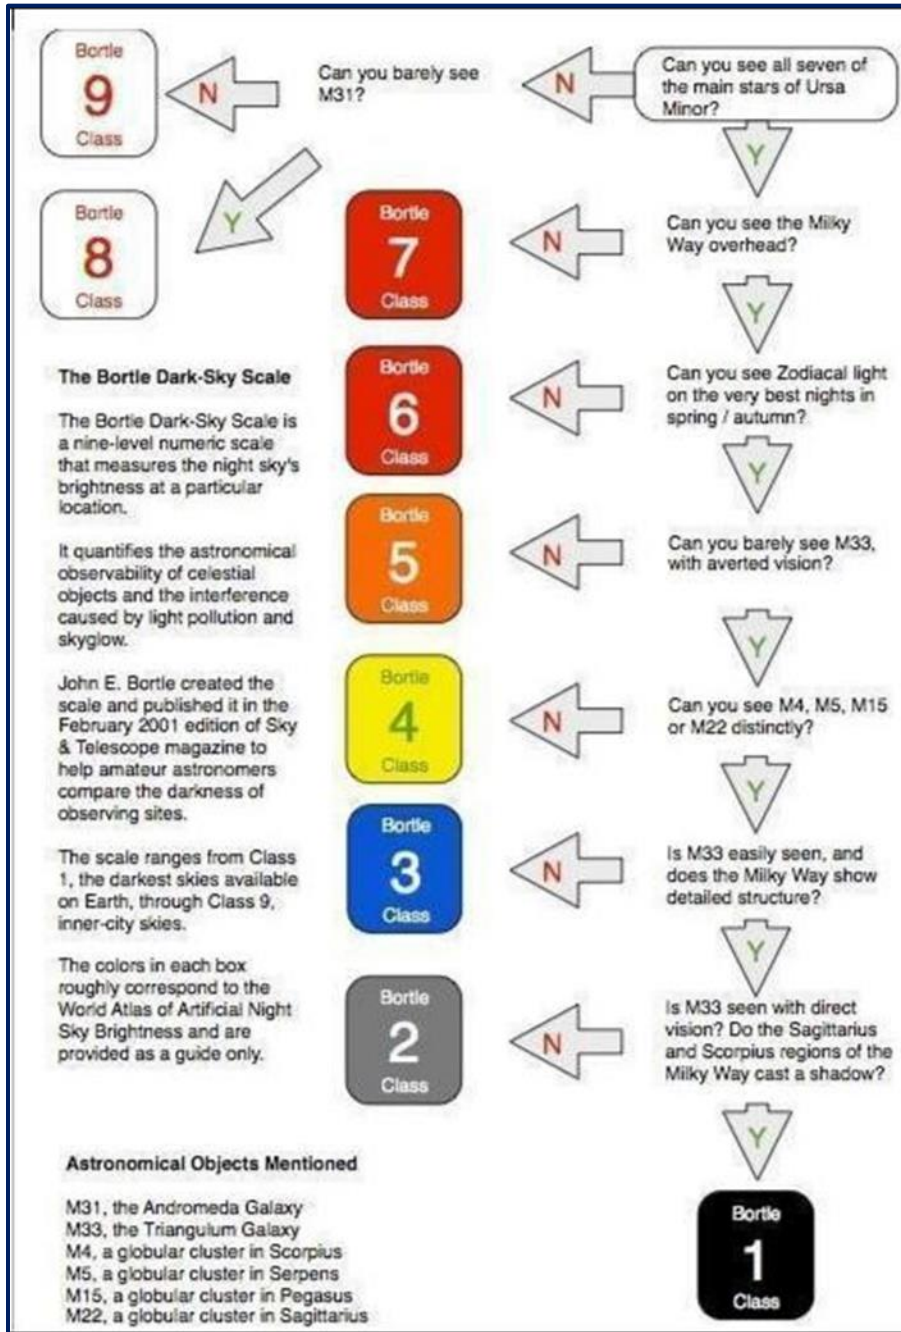 Bortle
9
Class
N
Can you barely see
M31?
N
Can you see all seven of
the main stars of Ursa
Minor?
Y
Bortle
8
Class
Y
Bortle
7
Class
N
Can you see the Milky
Way overhead?
Y
Bortle
6
Class
N
Can you see Zodiacal light
on the very best nights in
spring / autumn?
Y
Bortle
5
Class
N
Can you barely see M33,
with averted vision?
Y
Bortle
4
Class
N
Can you see M4, M5, M15
or M22 distinctly?
Y
Bortle
3
Class
N
Is M33 easily seen, and
does the Milky Way show
detailed structure?
Y
Bortle
2
Class
N
Is M33 seen with direct
vision? Do the Sagittarius
and Scorpius regions of the
Milky Way cast a shadow?
Y
Bortle
1
Class
The Bortle Dark-Sky Scale
The Bortle Dark-Sky Scale is
a nine-level numeric scale
that measures the night sky's
brightness at a particular
location.
It quantifies the astronomical
observability of celestial
objects and the interference
caused by light pollution and
skyglow.
John E. Bortle created the
scale and published it in the
February 2001 edition of Sky
& Telescope magazine to
help amateur astronomers
compare the darkness of
observing sites.
The scale ranges from Class
1, the darkest skies available
on Earth, through Class 9,
inner-city skies.
The colors in each box
roughly correspond to the
World Atlas of Artificial Night
Sky Brightness and are
provided as a guide only.
Astronomical Objects Mentioned
M31, the Andromeda Galaxy
M33, the Triangulum Galaxy
M4, a globular cluster in Scorpius
M5, a globular cluster in Serpens
M15, a globular cluster in Pegasus
M22, a globular cluster in Sagittarius